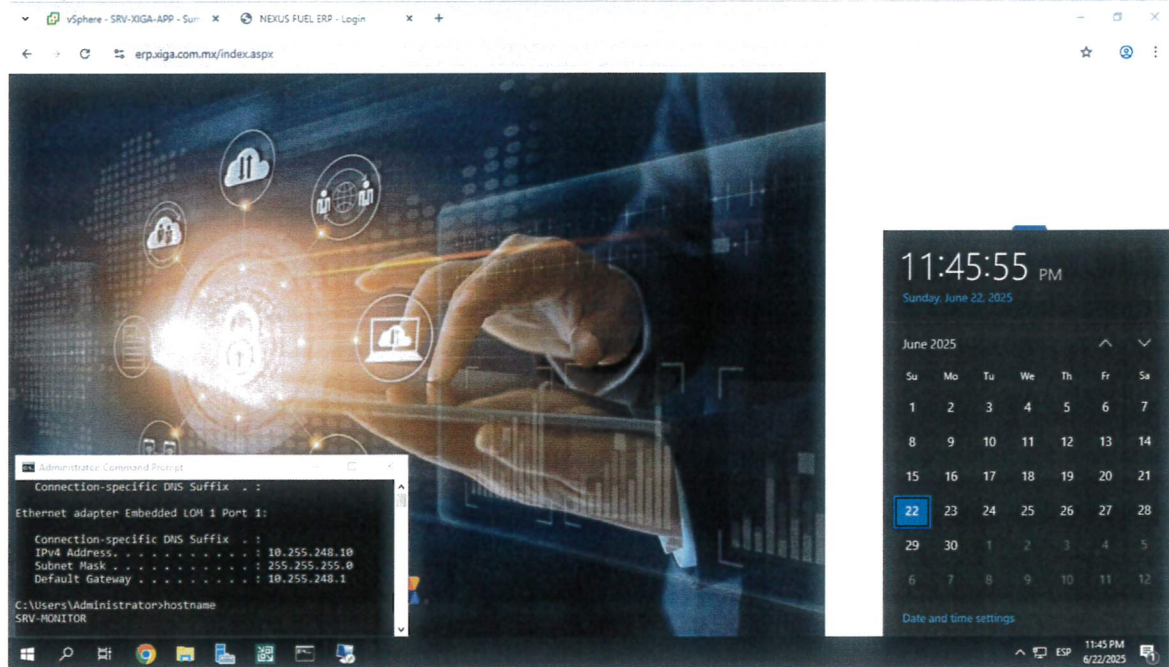 vSphere - SRV-XIGA-APP - Sum
NEXUS FUEL ERP - Login
erp.xiga.com.mx/index.aspx
11:45:55 PM
Sunday, June 22, 2025
June 2025
Su Mo Tu We Th Fr Sa
1 2 3 4 5 6 7
8 9 10 11 12 13 14
15 16 17 18 19 20 21
22 23 24 25 26 27 28
29 30 1 2 3 4 5
6 7 8 9 10 11 12
Date and time settings
Administrator: Command Prompt
Connection-specific DNS Suffix . :
Ethernet adapter Embedded LOM 1 Port 1:
Connection-specific DNS Suffix . :
IPv4 Address. . . . . . . . . . . : 10.255.248.10
Subnet Mask . . . . . . . . . . . : 255.255.255.0
Default Gateway . . . . . . . . . : 10.255.248.1
C:\Users\Administrator>hostname
SRV-MONITOR
ESP
11:45 PM
6/22/2025
1